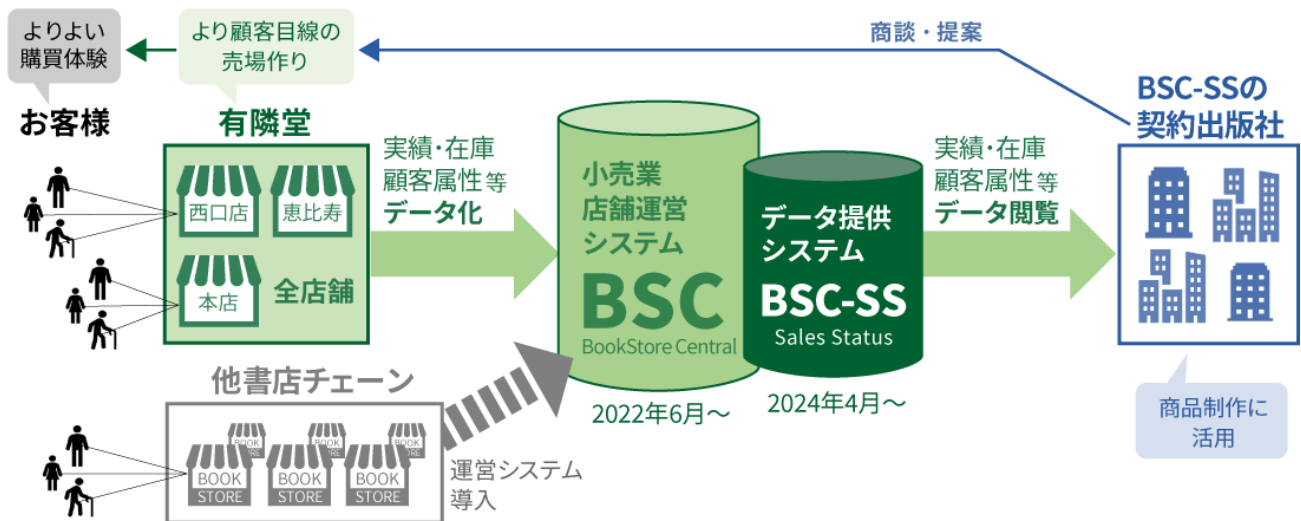 よりよい
購買体験
より顧客目線の
売場作り
商談・提案
お客様
有隣堂
西口店
恵比寿
本店
全店舗
実績・在庫
顧客属性 等
データ化
小売業
店舗運営
システム
BSC
BookStore Central
2022年6月〜
データ提供
システム
BSC-SS
Sales Status
2024年4月〜
実績・在庫
顧客属性 等
データ閲覧
BSC-SSの
契約出版社
商品制作に
活用
他書店チェーン
BOOK
STORE
BOOK
STORE
BOOK
STORE
BOOK
STORE
BOOK
STORE
BOOK
STORE
運営システム
導入